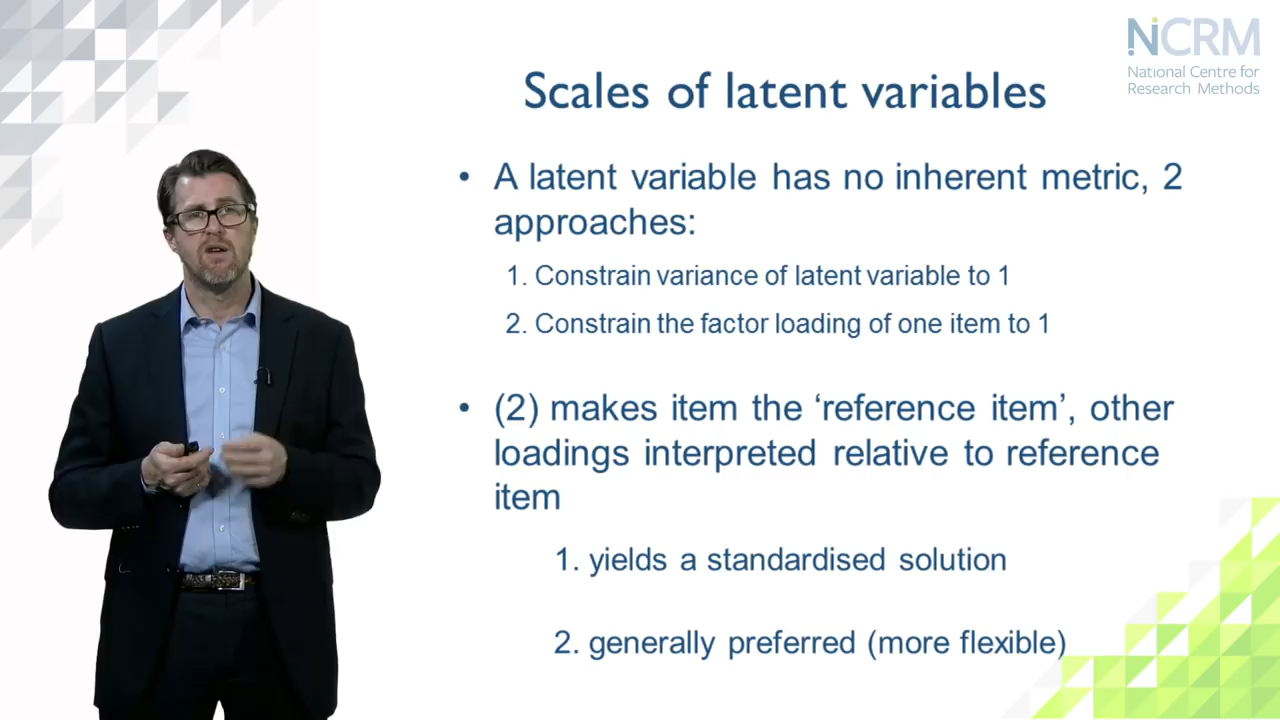 NCRM
National Centre for
Research Methods
Scales of latent variables
• A latent variable has no inherent metric, 2
approaches:
1. Constrain variance of latent variable to 1
2. Constrain the factor loading of one item to 1
• (2) makes item the ‘reference item’, other
loadings interpreted relative to reference
item
1. yields a standardised solution
2. generally preferred (more flexible)